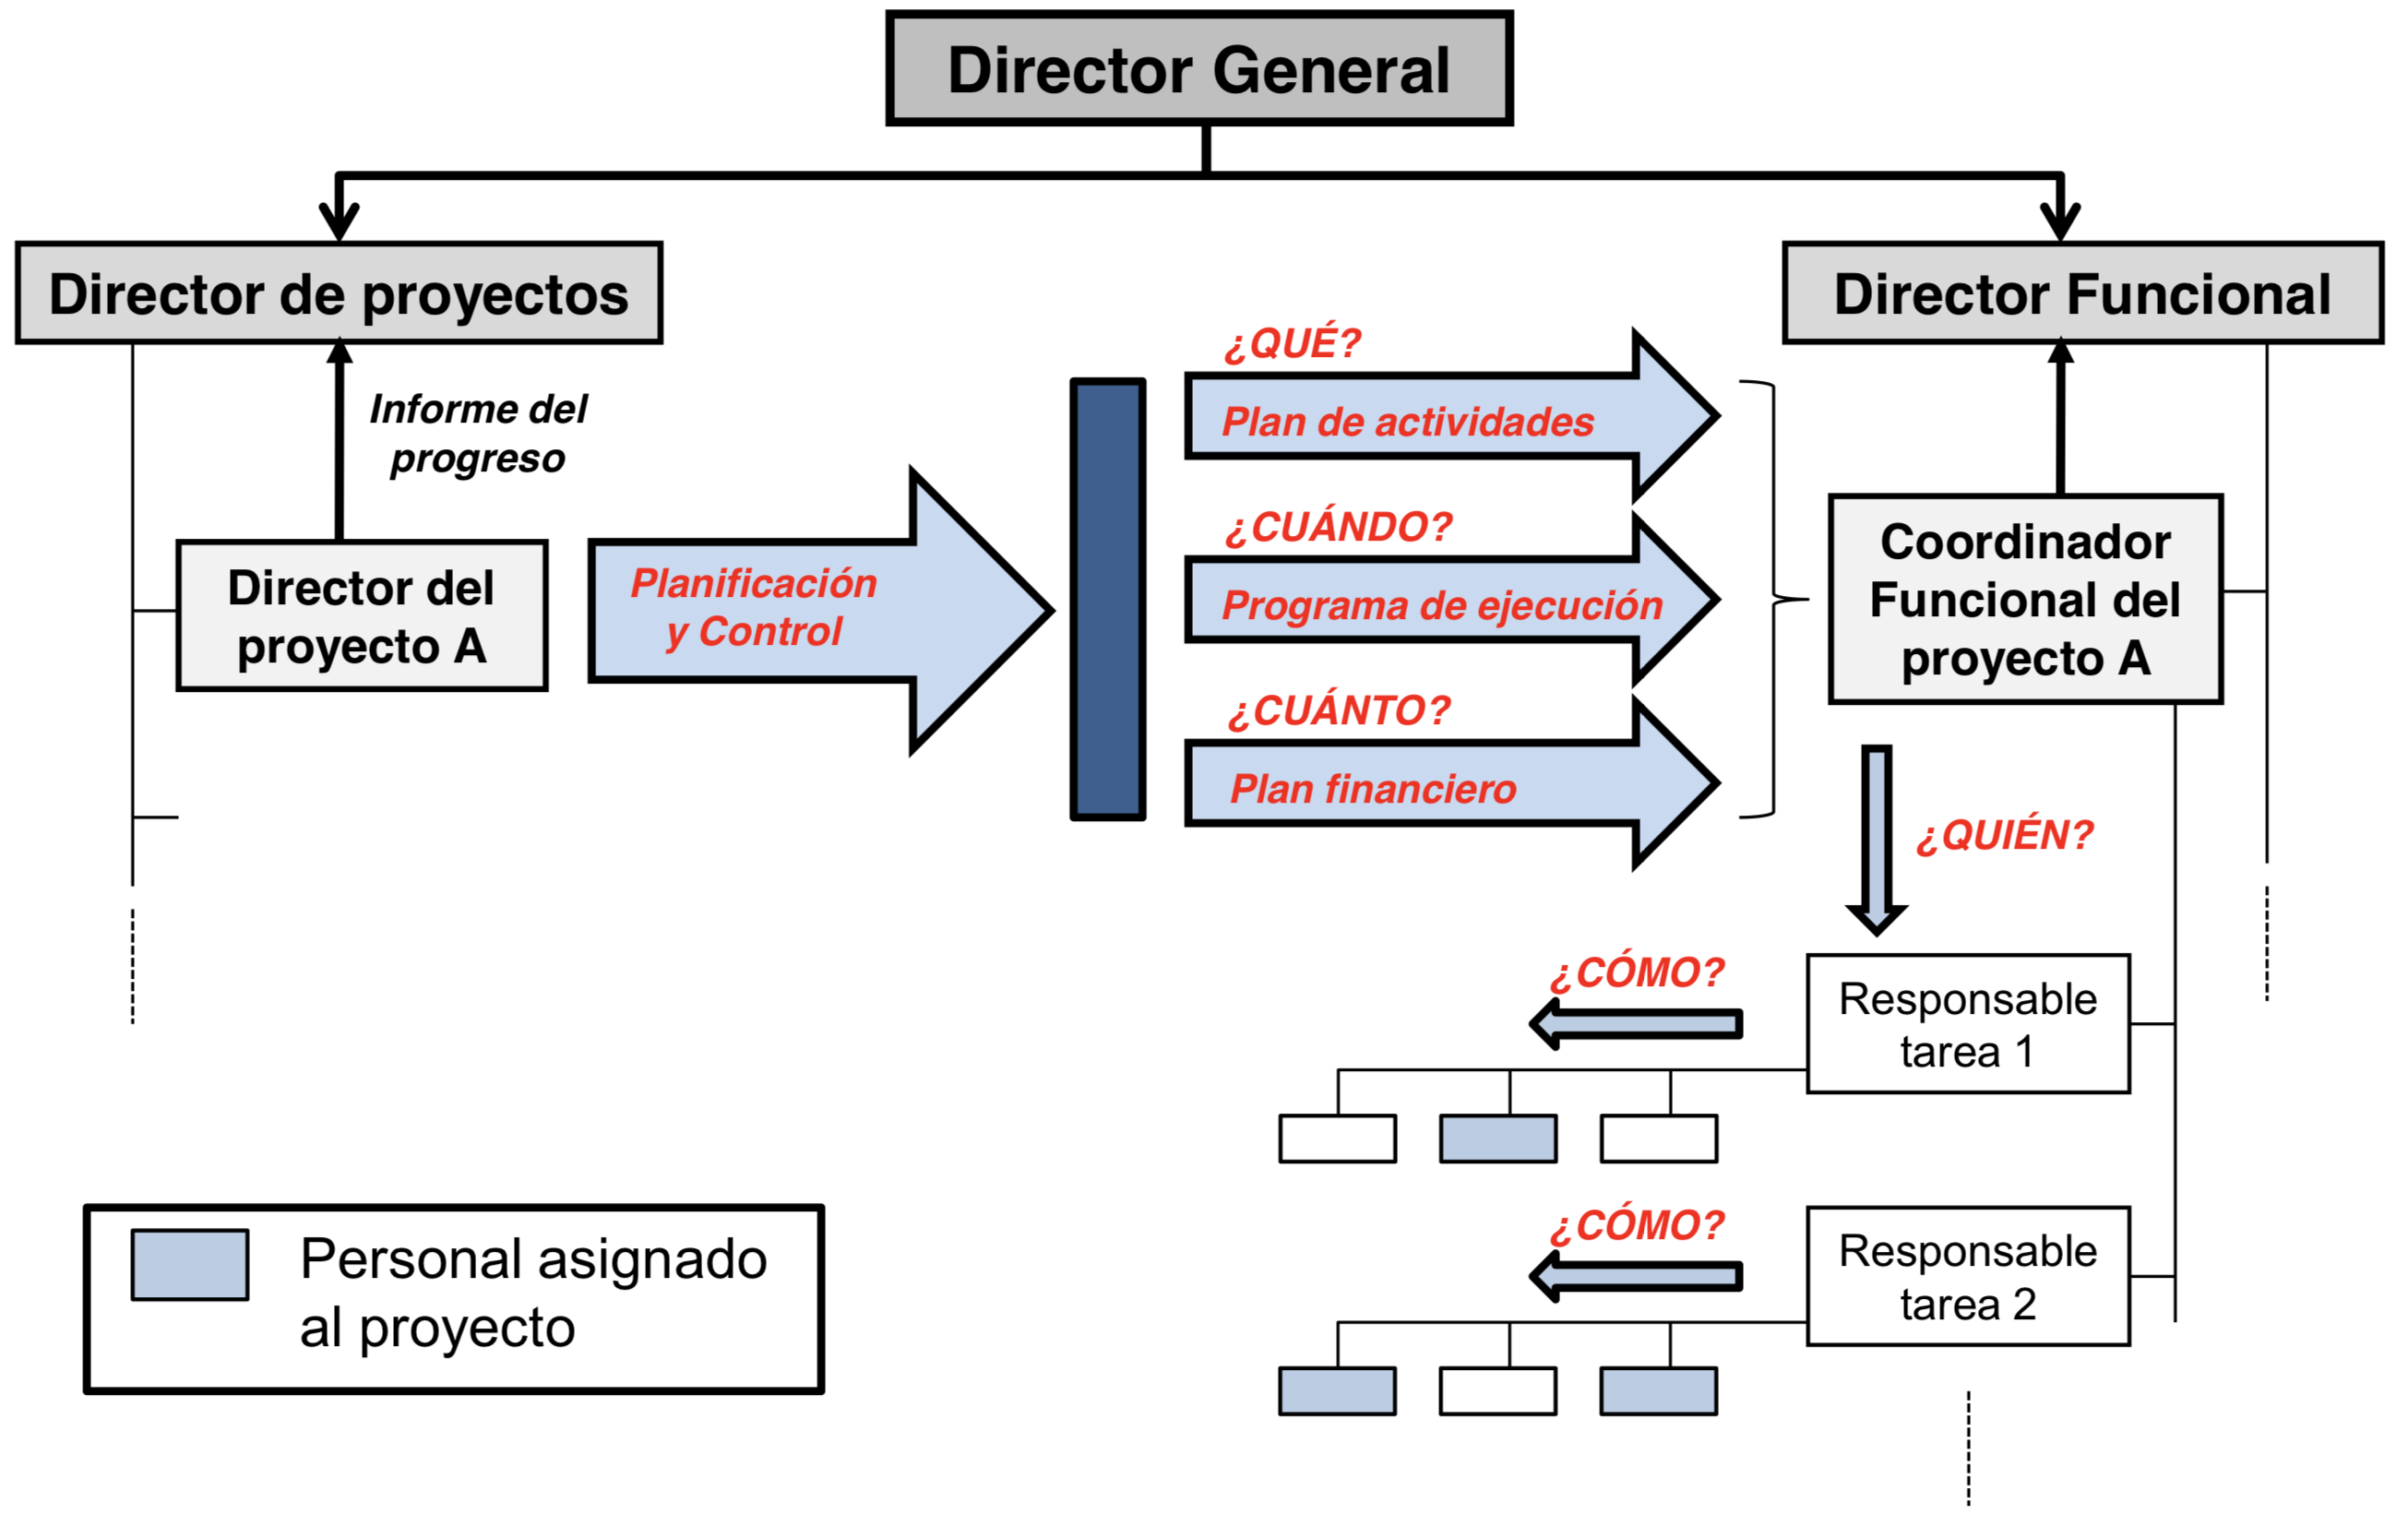 Director General
Director de proyectos
Director Funcional
Informe del
progreso
Director del
proyecto A
Planificación
y Control
¿QUÉ?
Plan de actividades
¿CUÁNDO?
Programa de ejecución
¿CUÁNTO?
Plan financiero
Coordinador
Funcional del
proyecto A
¿QUIÉN?
¿CÓMO?
Responsable
tarea 1
¿CÓMO?
Responsable
tarea 2
Personal asignado
al proyecto